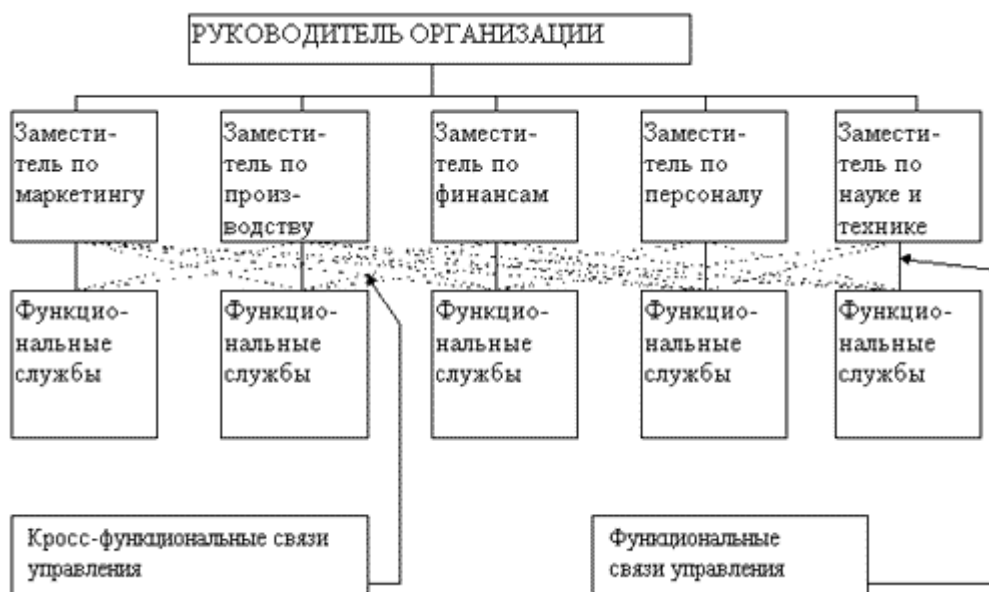 РУКОВОДИТЕЛЬ ОРГАНИЗАЦИИ
Замести-
тель по
маркетингу
Замести-
тель по
произ-
водству
Замести-
тель по
финансам
Замести-
тель по
персоналу
Замести-
тель по
науке и
технике
Функцио-
нальные
службы
Функцио-
нальные
службы
Функцио-
нальные
службы
Функцио-
нальные
службы
Функцио-
нальные
службы
Кросс-функциональные связи
управления
Функциональные
связи управления